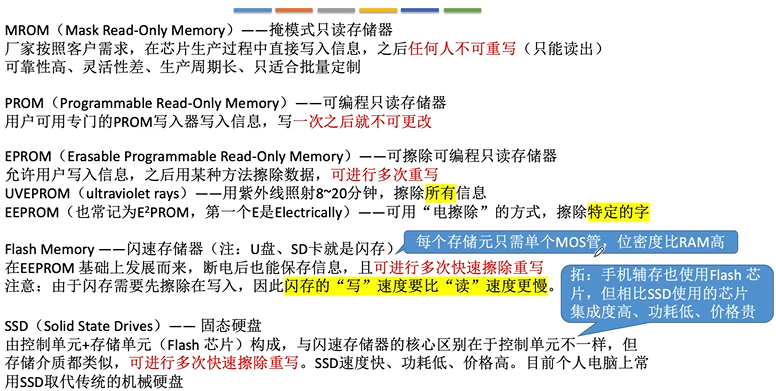 MROM（Mask Read-Only Memory）——掩模式只读存储器
厂家按照客户需求，在芯片生产过程中直接写入信息，之后任何人不可重写（只能读出）
可靠性高、灵活性差、生产周期长、只适合批量定制
PROM（Programmable Read-Only Memory）——可编程只读存储器
用户可用专门的PROM写入器写入信息，写一次之后就不可更改
EPROM（Erasable Programmable Read-Only Memory）——可擦除可编程只读存储器
允许用户写入信息，之后用某种方法擦除数据，可进行多次重写
UVEPROM（ultraviolet rays）——用紫外线照射8~20分钟，擦除所有信息
EEPROM（也常记为E²PROM，第一个E是Electrically）——可用“电擦除”的方式，擦除特定的字
Flash Memory ——闪速存储器（注：U盘、SD卡就是闪存）
每个存储元只需单个MOS管，位密度比RAM高
在EEPROM 基础上发展而来，断电后也能保存信息，且可进行多次快速擦除重写
注意：由于闪存需要先擦除在写入，因此闪存的“写”速度要比“读”速度更慢。
拓：手机辅存也使用Flash 芯
片，但相比SSD使用的芯片
集成度高、功耗低、价格贵
SSD（Solid State Drives）—— 固态硬盘
由控制单元+存储单元（Flash 芯片）构成，与闪速存储器的核心区别在于控制单元不一样，但
存储介质都类似，可进行多次快速擦除重写。SSD速度快、功耗低、价格高。目前个人电脑上常
用SSD取代传统的机械硬盘